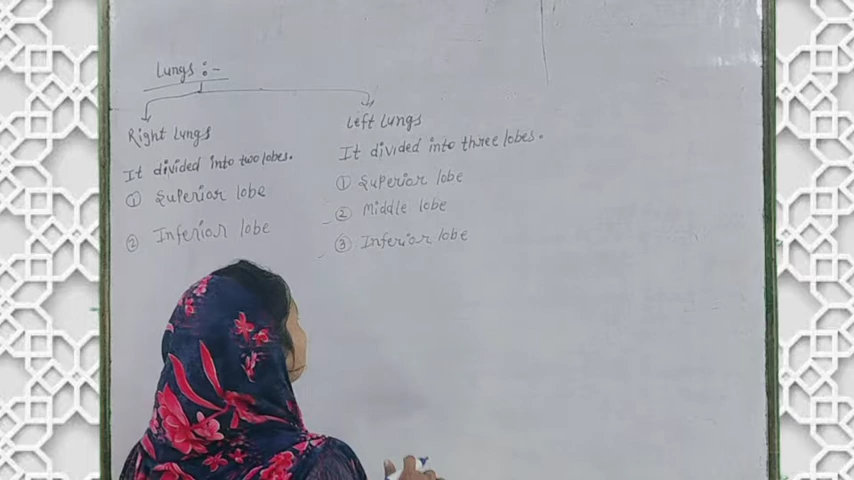 Lungs :-
Right Lungs
It divided into two lobes.
① Superior lobe
② Inferior lobe
Left Lungs
It divided into three lobes.
① Superior lobe
② Middle lobe
③ Inferior lobe